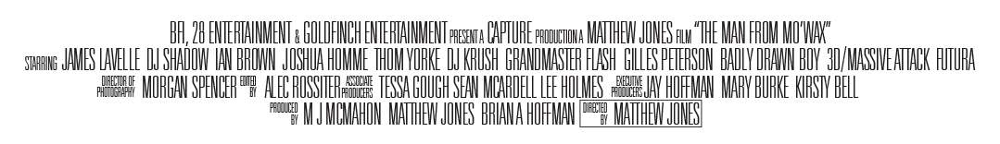 BFI, 28 ENTERTAINMENT & GOLDFINCH ENTERTAINMENT PRESENT A CAPTURE PRODUCTION A MATTHEW JONES FILM "THE MAN FROM MO'WAX"
STARRING JAMES LAVELLE DJ SHADOW IAN BROWN JOSHUA HOMME THOM YORKE DJ KRUSH GRANDMASTER FLASH GILLES PETERSON BADLY DRAWN BOY 3D/MASSIVE ATTACK FUTURA
DIRECTOR OF PHOTOGRAPHY MORGAN SPENCER EDITED BY ALEC ROSSITER ASSOCIATE PRODUCERS TESSA GOUGH SEAN MCARDELL LEE HOLMES EXECUTIVE PRODUCERS JAY HOFFMAN MARY BURKE KIRSTY BELL
PRODUCED BY M J MCMAHON MATTHEW JONES BRIAN A HOFFMAN DIRECTED BY MATTHEW JONES